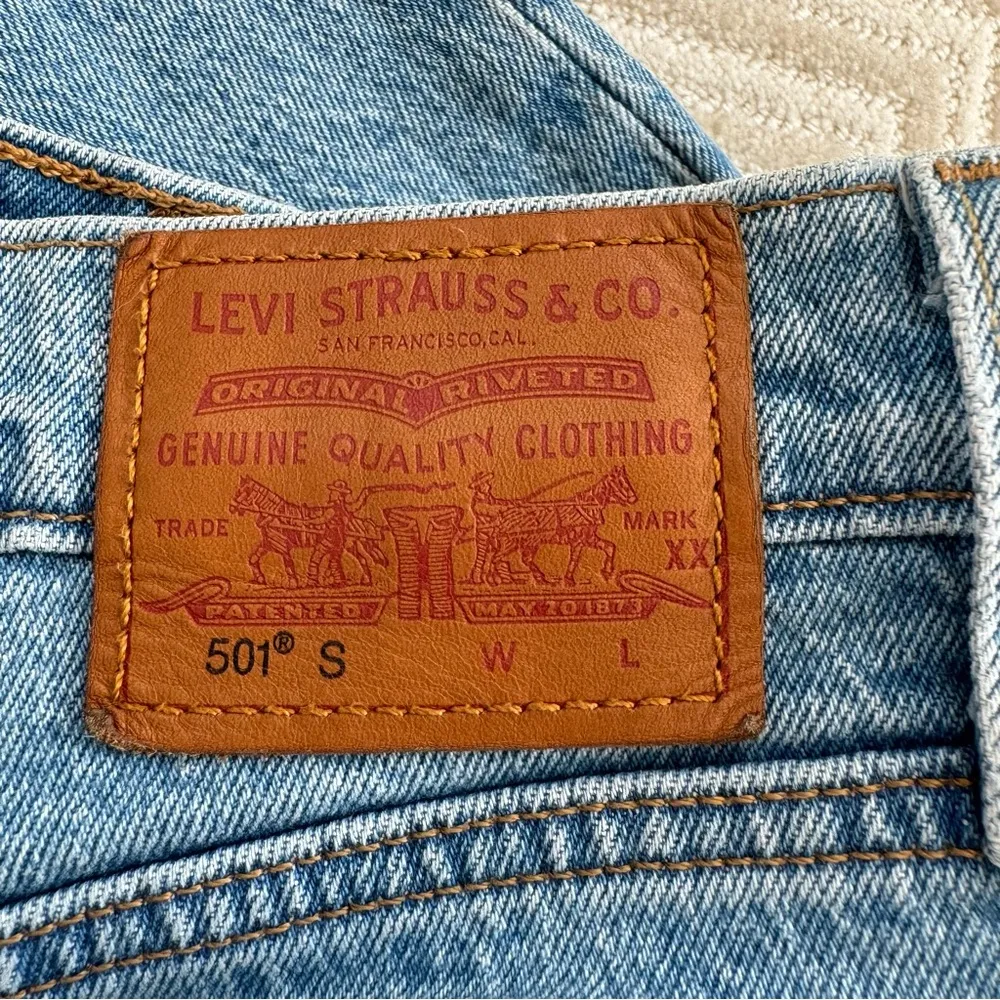 LEVI STRAUSS & CO.
SAN FRANCISCO, CAL.
ORIGINAL RIVETED
GENUINE QUALITY CLOTHING
TRADE MARK
XX
PATENTED MAY 20 1873
501® S W L